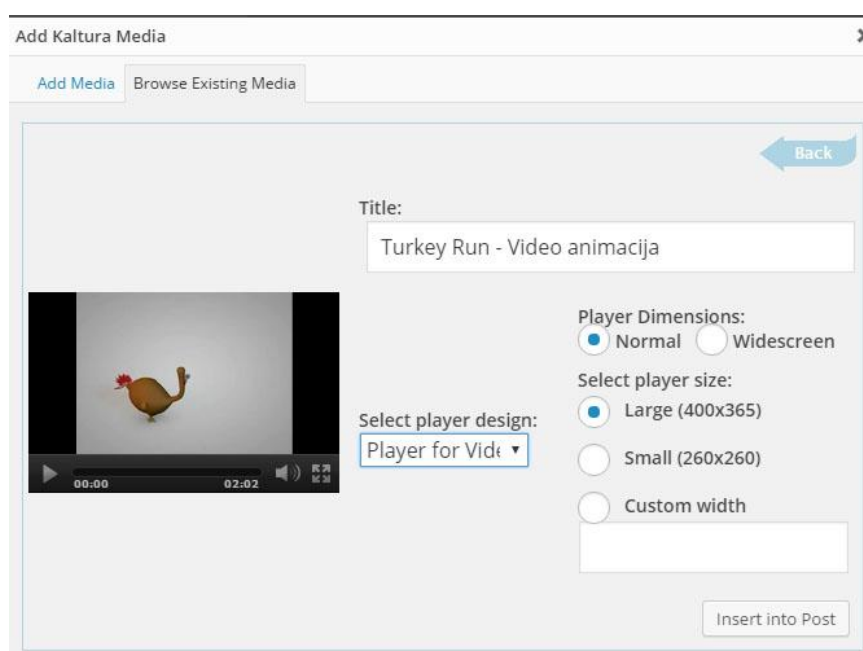 Add Kaltura Media
Add Media Browse Existing Media
Back
Title:
Turkey Run - Video animacija
Player Dimensions:
Normal Widescreen
Select player size:
Large (400x365)
Select player design:
Player for Vide
Small (260x260)
00:00 02:02
Custom width
Insert into Post